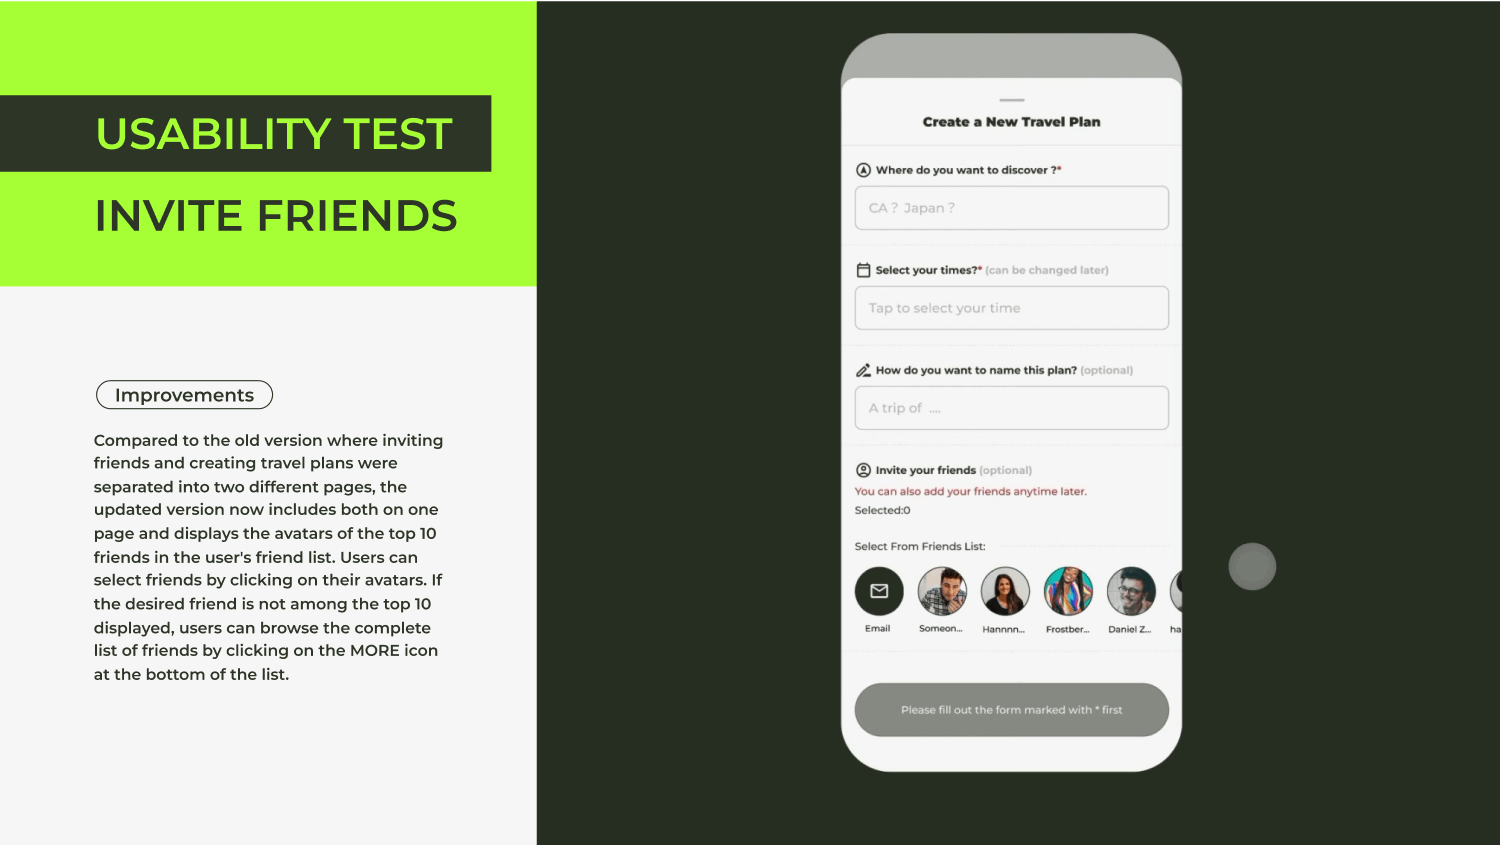 USABILITY TEST
INVITE FRIENDS
Improvements
Compared to the old version where inviting
friends and creating travel plans were
separated into two different pages, the
updated version now includes both on one
page and displays the avatars of the top 10
friends in the user's friend list. Users can
select friends by clicking on their avatars. If
the desired friend is not among the top 10
displayed, users can browse the complete
list of friends by clicking on the MORE icon
at the bottom of the list.
Create a New Travel Plan
Where do you want to discover ?*
CA ? Japan ?
Select your times?* (can be changed later)
Tap to select your time
How do you want to name this plan? (optional)
A trip of ....
Invite your friends (optional)
You can also add your friends anytime later.
Selected:0
Select From Friends List:
Email Someon... Hannnn... Frostber... Daniel Z... ha
Please fill out the form marked with * first